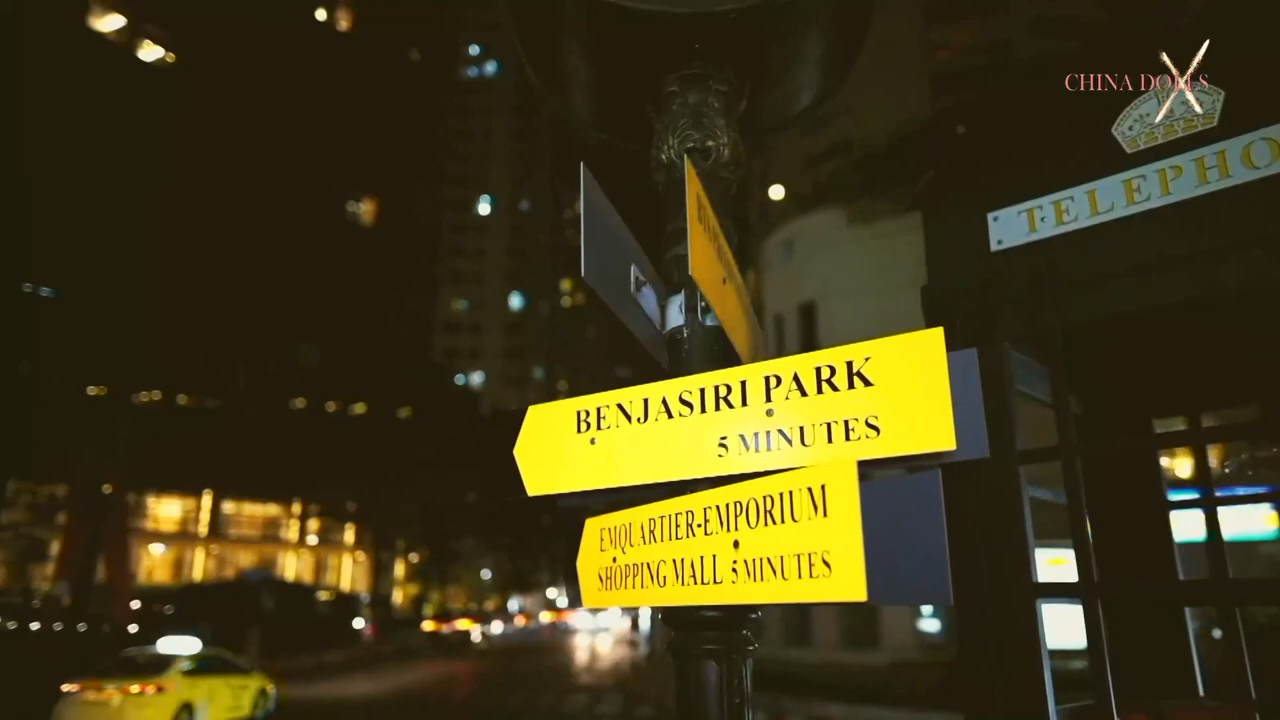 CHINA DOLLS
TELEPHO
BENJASIRI PARK
5 MINUTES
EMQUARTIER-EMPORIUM
SHOPPING MALL 5 MINUTES